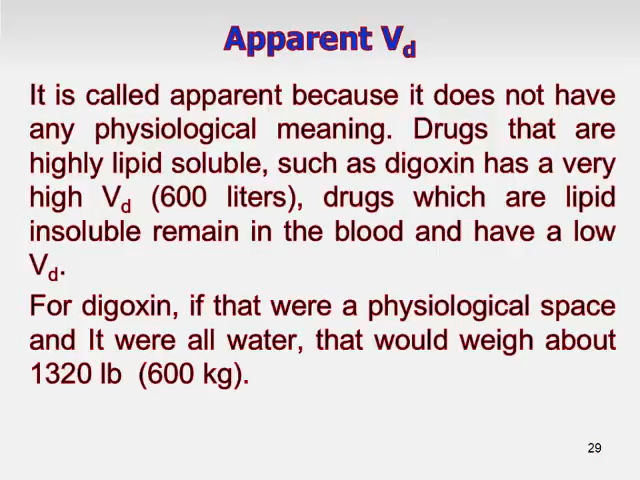 Apparent Vd
It is called apparent because it does not have
any physiological meaning. Drugs that are
highly lipid soluble, such as digoxin has a very
high Vd (600 liters), drugs which are lipid
insoluble remain in the blood and have a low
Vd.
For digoxin, if that were a physiological space
and It were all water, that would weigh about
1320 lb (600 kg).
29